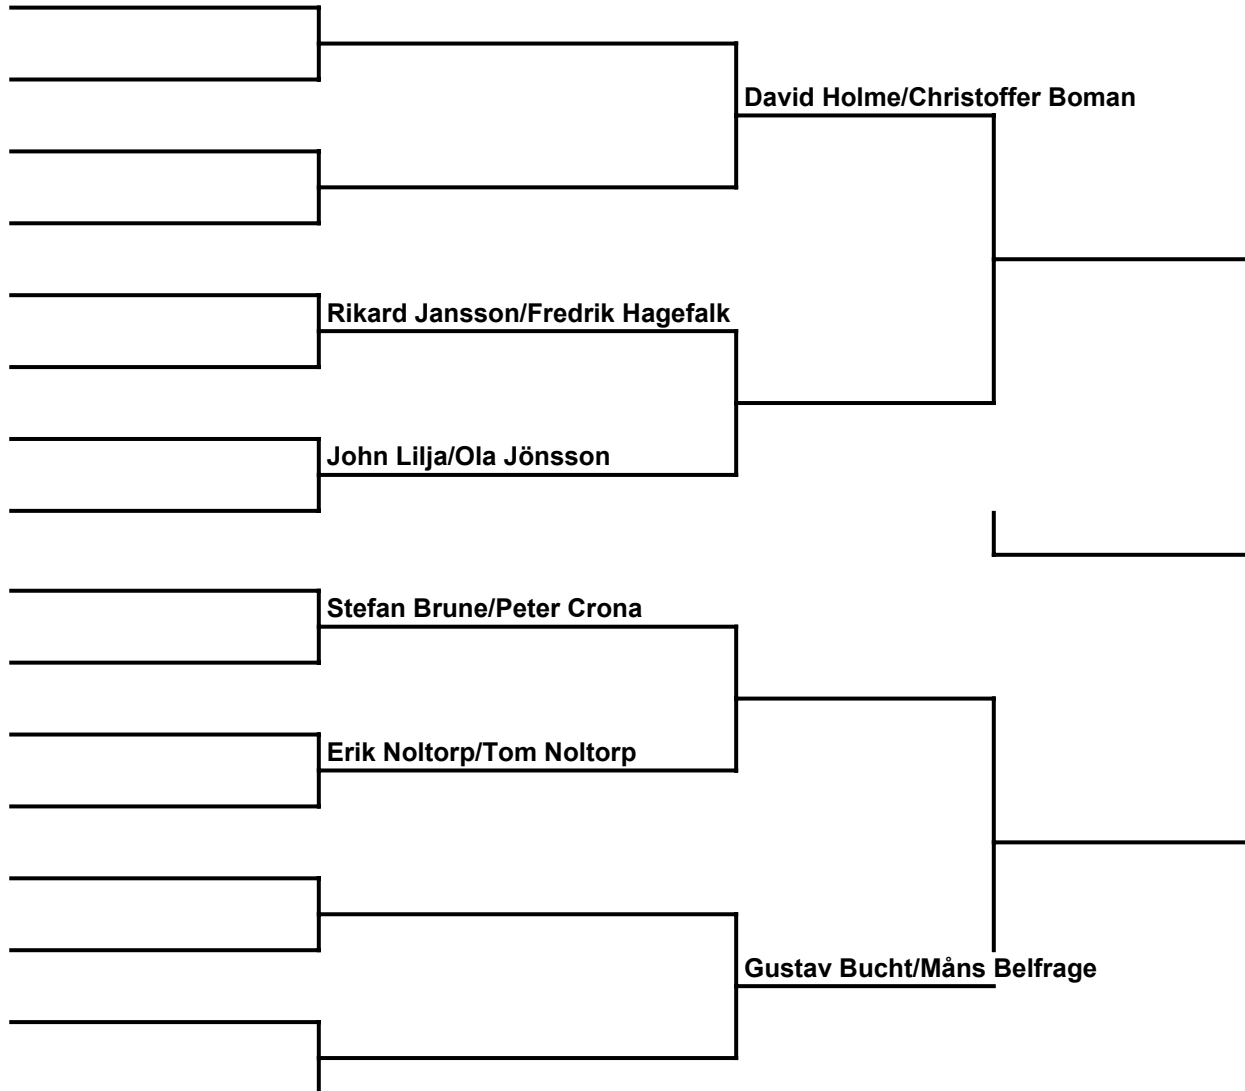 David Holme/Christoffer Boman
Rikard Jansson/Fredrik Hagefalk
John Lilja/Ola Jönsson
Stefan Brune/Peter Crona
Erik Noltorp/Tom Noltorp
Gustav Bucht/Måns Belfrage